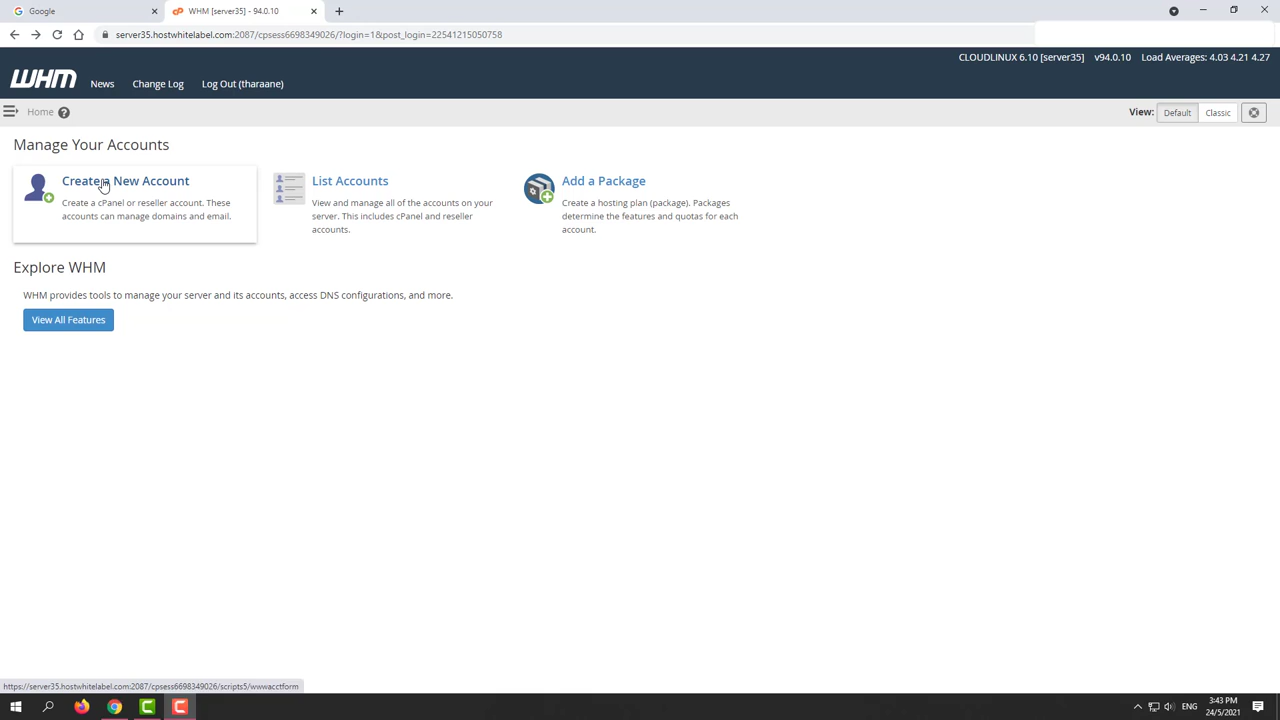 Google
WHM [server35] - 94.0.10
server35.hostwhitelabel.com:2087/cpsess6698349026/?login=1&post_login=22541215050758
CLOUDLINUX 6.10 [server35] v94.0.10 Load Averages: 4.03 4.21 4.27
WHM News Change Log Log Out (tharaane)
Home
View: Default Classic
Manage Your Accounts
Create a New Account
Create a cPanel or reseller account. These
accounts can manage domains and email.
List Accounts
View and manage all of the accounts on your
server. This includes cPanel and reseller
accounts.
Add a Package
Create a hosting plan (package). Packages
determine the features and quotas for each
account.
Explore WHM
WHM provides tools to manage your server and its accounts, access DNS configurations, and more.
View All Features
https://server35.hostwhitelabel.com:2087/cpsess6698349026/scripts5/wwwacctform
ENG
3:43 PM
24/5/2021